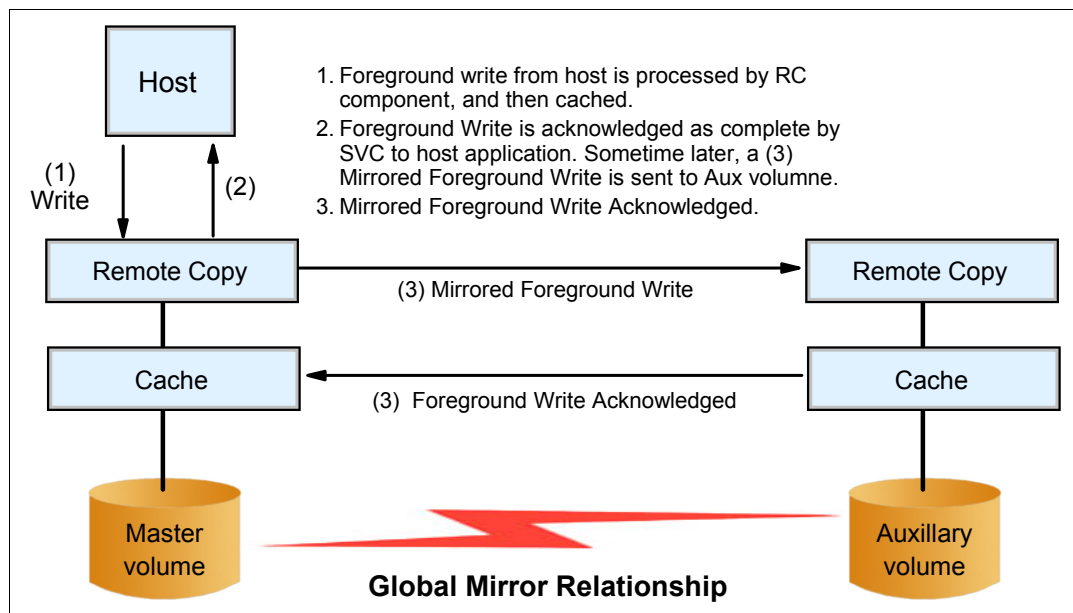 Host
1. Foreground write from host is processed by RC
component, and then cached.
2. Foreground Write is acknowledged as complete by
SVC to host application. Sometime later, a (3)
Mirrored Foreground Write is sent to Aux volumne.
3. Mirrored Foreground Write Acknowledged.
(1)
Write
(2)
Remote Copy
(3) Mirrored Foreground Write
Remote Copy
Cache
(3) Foreground Write Acknowledged
Cache
Master
volume
Auxillary
volume
Global Mirror Relationship